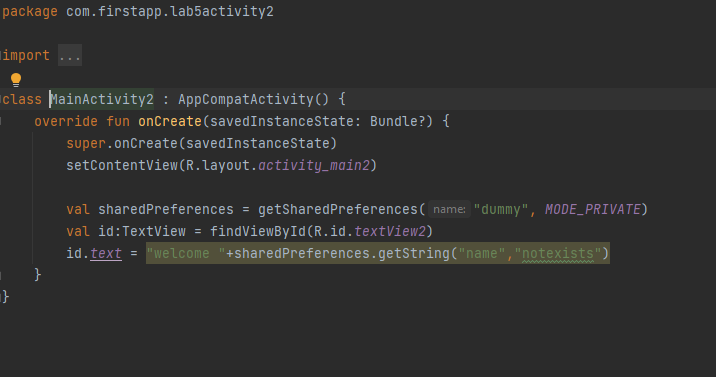 package com.firstapp.lab5activity2
import ...
class MainActivity2 : AppCompatActivity() {
override fun onCreate(savedInstanceState: Bundle?) {
super.onCreate(savedInstanceState)
setContentView(R.layout.activity_main2)
val sharedPreferences = getSharedPreferences( name: "dummy", MODE_PRIVATE)
val id:TextView = findViewById(R.id.textView2)
id.text = "welcome "+sharedPreferences.getString("name","notexists")
}
}